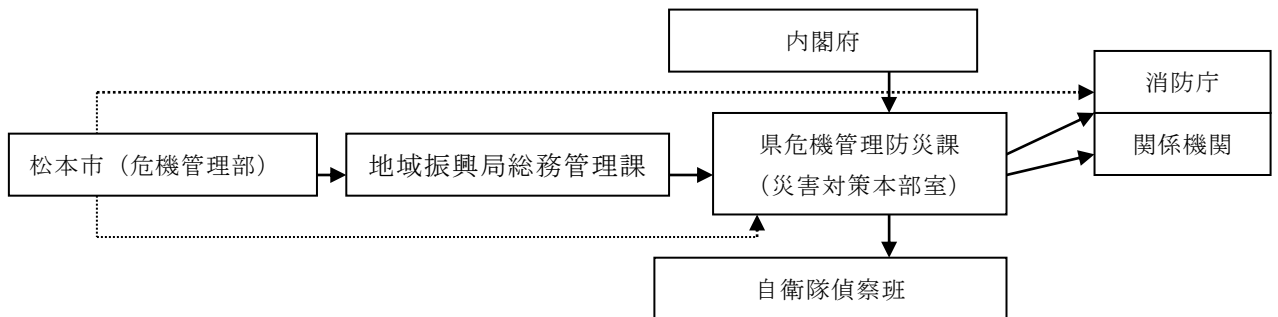 内閣府
消防庁
関係機関
松本市（危機管理部）
地域振興局総務管理課
県危機管理防災課
（災害対策本部室）
自衛隊偵察班